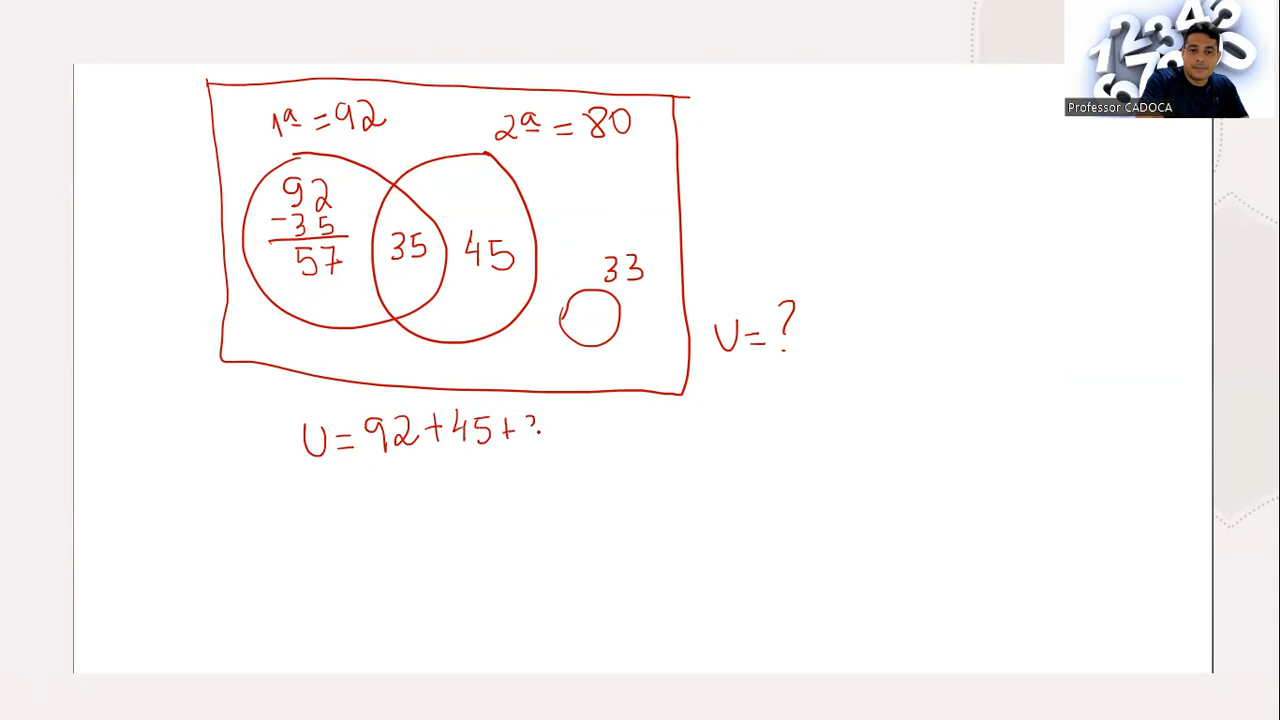 1ª = 92
2ª = 80
92
-35
57
35
45
33
U = ?
U = 92 + 45 +
Professor CADOCA